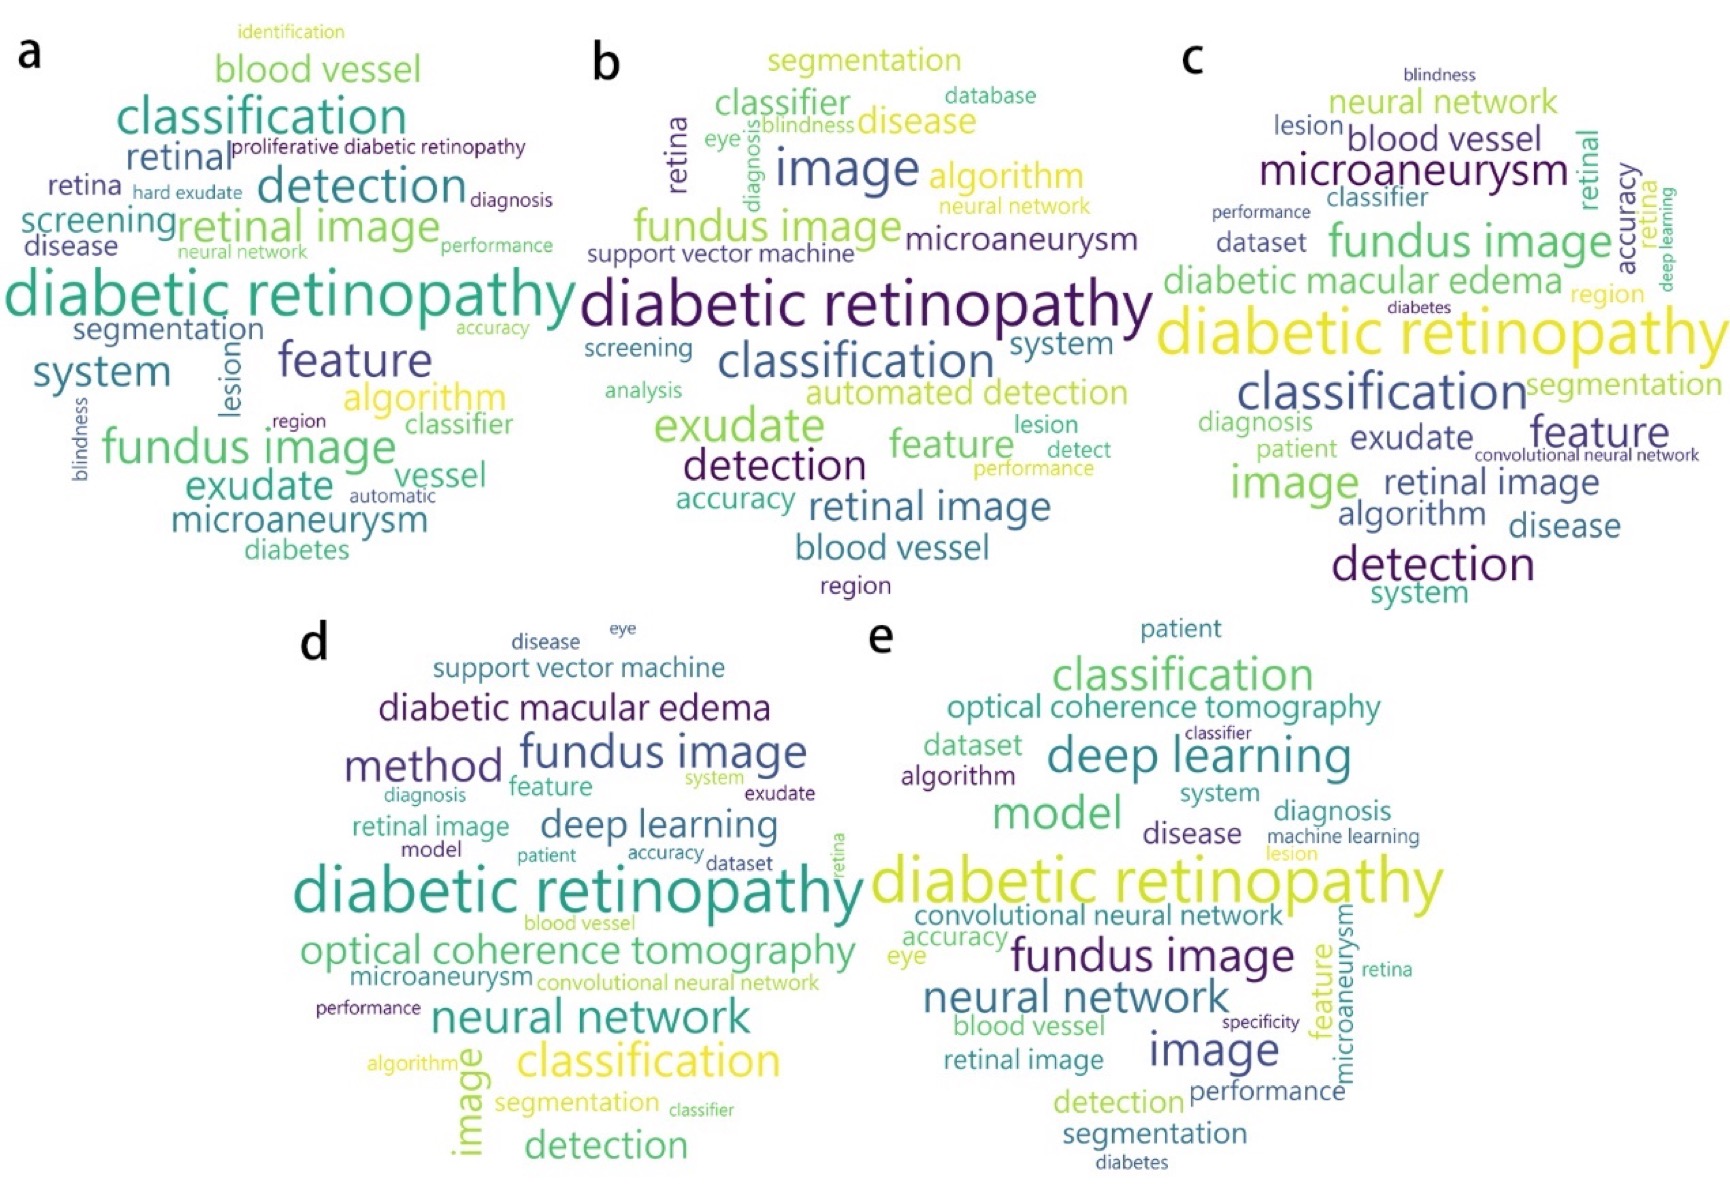 a
identification
blood vessel
classification
retinal
proliferative diabetic retinopathy
retina
hard exudate
detection
diagnosis
screening
retinal image
disease
neural network
performance
diabetic retinopathy
segmentation
accuracy
system
lesion
feature
algorithm
blindness
region
classifier
fundus image
vessel
exudate
automatic
microaneurysm
diabetes
b
segmentation
classifier
database
retina
eye
diagnosis
blindness
disease
image
algorithm
neural network
fundus image
microaneurysm
support vector machine
diabetic retinopathy
screening
classification
system
analysis
automated detection
exudate
feature
lesion
detect
detection
performance
accuracy
retinal image
blood vessel
region
c
blindness
neural network
lesion
blood vessel
retinal
microaneurysm
classifier
accuracy
retina
deep learning
performance
dataset
fundus image
diabetic macular edema
region
diabetes
diabetic retinopathy
classification
segmentation
diagnosis
exudate
feature
patient
convolutional neural network
image
retinal image
algorithm
disease
detection
system
d
eye
disease
support vector machine
diabetic macular edema
method
fundus image
diagnosis
feature
system
exudate
retinal image
deep learning
model
patient
accuracy
dataset
retina
diabetic retinopathy
blood vessel
optical coherence tomography
microaneurysm
convolutional neural network
performance
neural network
algorithm
image
classification
segmentation
classifier
detection
e
patient
classification
optical coherence tomography
classifier
dataset
deep learning
algorithm
system
model
diagnosis
disease
machine learning
lesion
diabetic retinopathy
convolutional neural network
accuracy
eye
fundus image
feature
microaneurysm
retina
neural network
blood vessel
specificity
retinal image
image
performance
detection
segmentation
diabetes